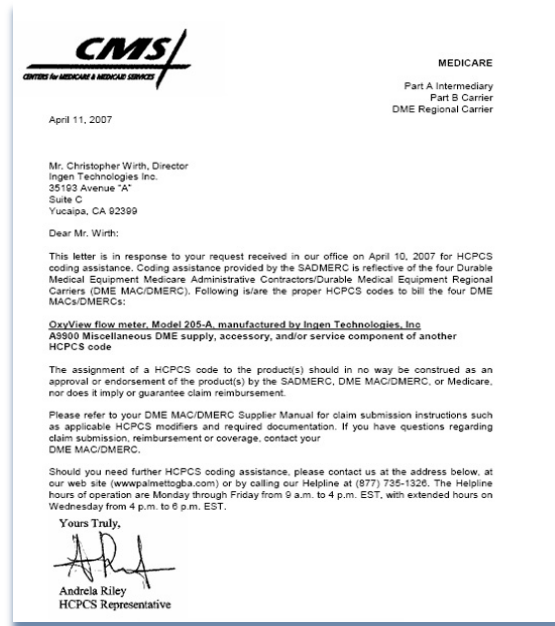 CMS
CENTERS for MEDICARE & MEDICAID SERVICES
MEDICARE
Part A Intermediary
Part B Carrier
DME Regional Carrier
April 11, 2007
Mr. Christopher Wirth, Director
Ingen Technologies Inc.
35193 Avenue "A"
Suite C
Yucaipa, CA 92399
Dear Mr. Wirth:
This letter is in response to your request received in our office on April 10, 2007 for HCPCS
coding assistance. Coding assistance provided by the SADMERC is reflective of the four Durable
Medical Equipment Medicare Administrative Contractors/Durable Medical Equipment Regional
Carriers (DME MAC/DMERC). Following is/are the proper HCPCS codes to bill the four DME
MACs/DMERCs:
OxyView flow meter, Model 205-A, manufactured by Ingen Technologies, Inc
A9900 Miscellaneous DME supply, accessory, and/or service component of another
HCPCS code
The assignment of a HCPCS code to the product(s) should in no way be construed as an
approval or endorsement of the product(s) by the SADMERC, DME MAC/DMERC, or Medicare,
nor does it imply or guarantee claim reimbursement.
Please refer to your DME MAC/DMERC Supplier Manual for claim submission instructions such
as applicable HCPCS modifiers and required documentation. If you have questions regarding
claim submission, reimbursement or coverage, contact your
DME MAC/DMERC.
Should you need further HCPCS coding assistance, please contact us at the address below, at
our web site (wwwpalmettogba.com) or by calling our Helpline at (877) 735-1326. The Helpline
hours of operation are Monday through Friday from 9 a.m. to 4 p.m. EST, with extended hours on
Wednesday from 4 p.m. to 6 p.m. EST.
Yours Truly,
Andrela Riley
HCPCS Representative